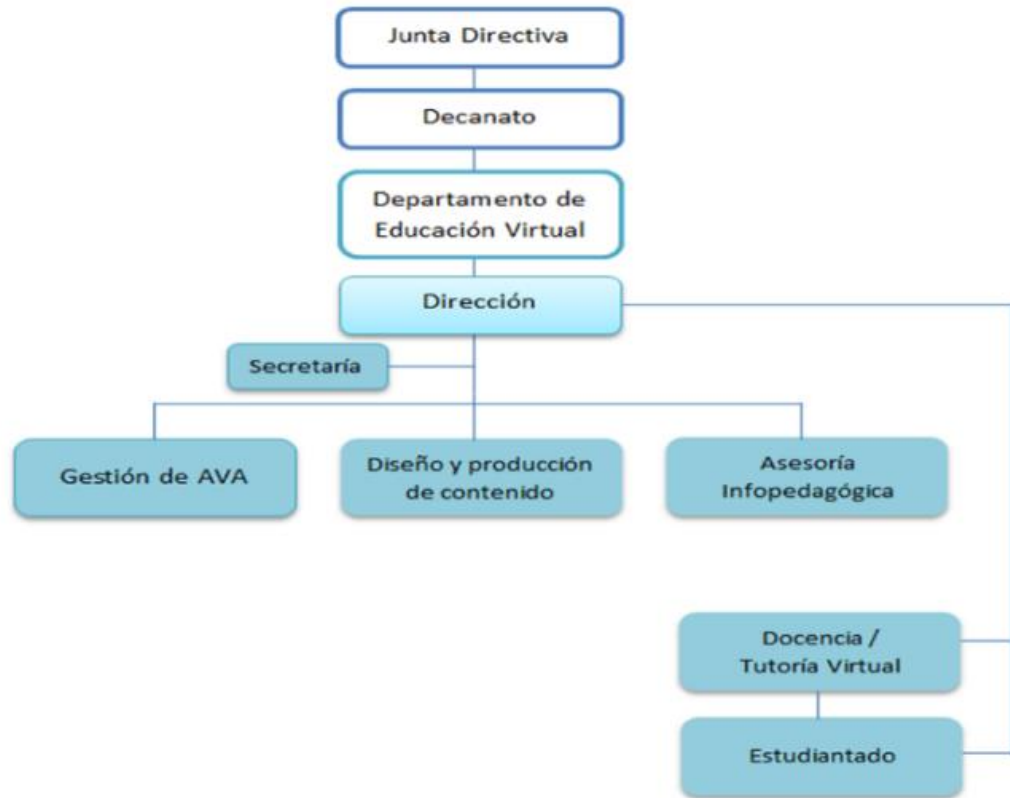 Junta Directiva
Decanato
Departamento de
Educación Virtual
Dirección
Secretaría
Gestión de AVA
Diseño y producción
de contenido
Asesoría
Infopedagógica
Docencia /
Tutoría Virtual
Estudiantado